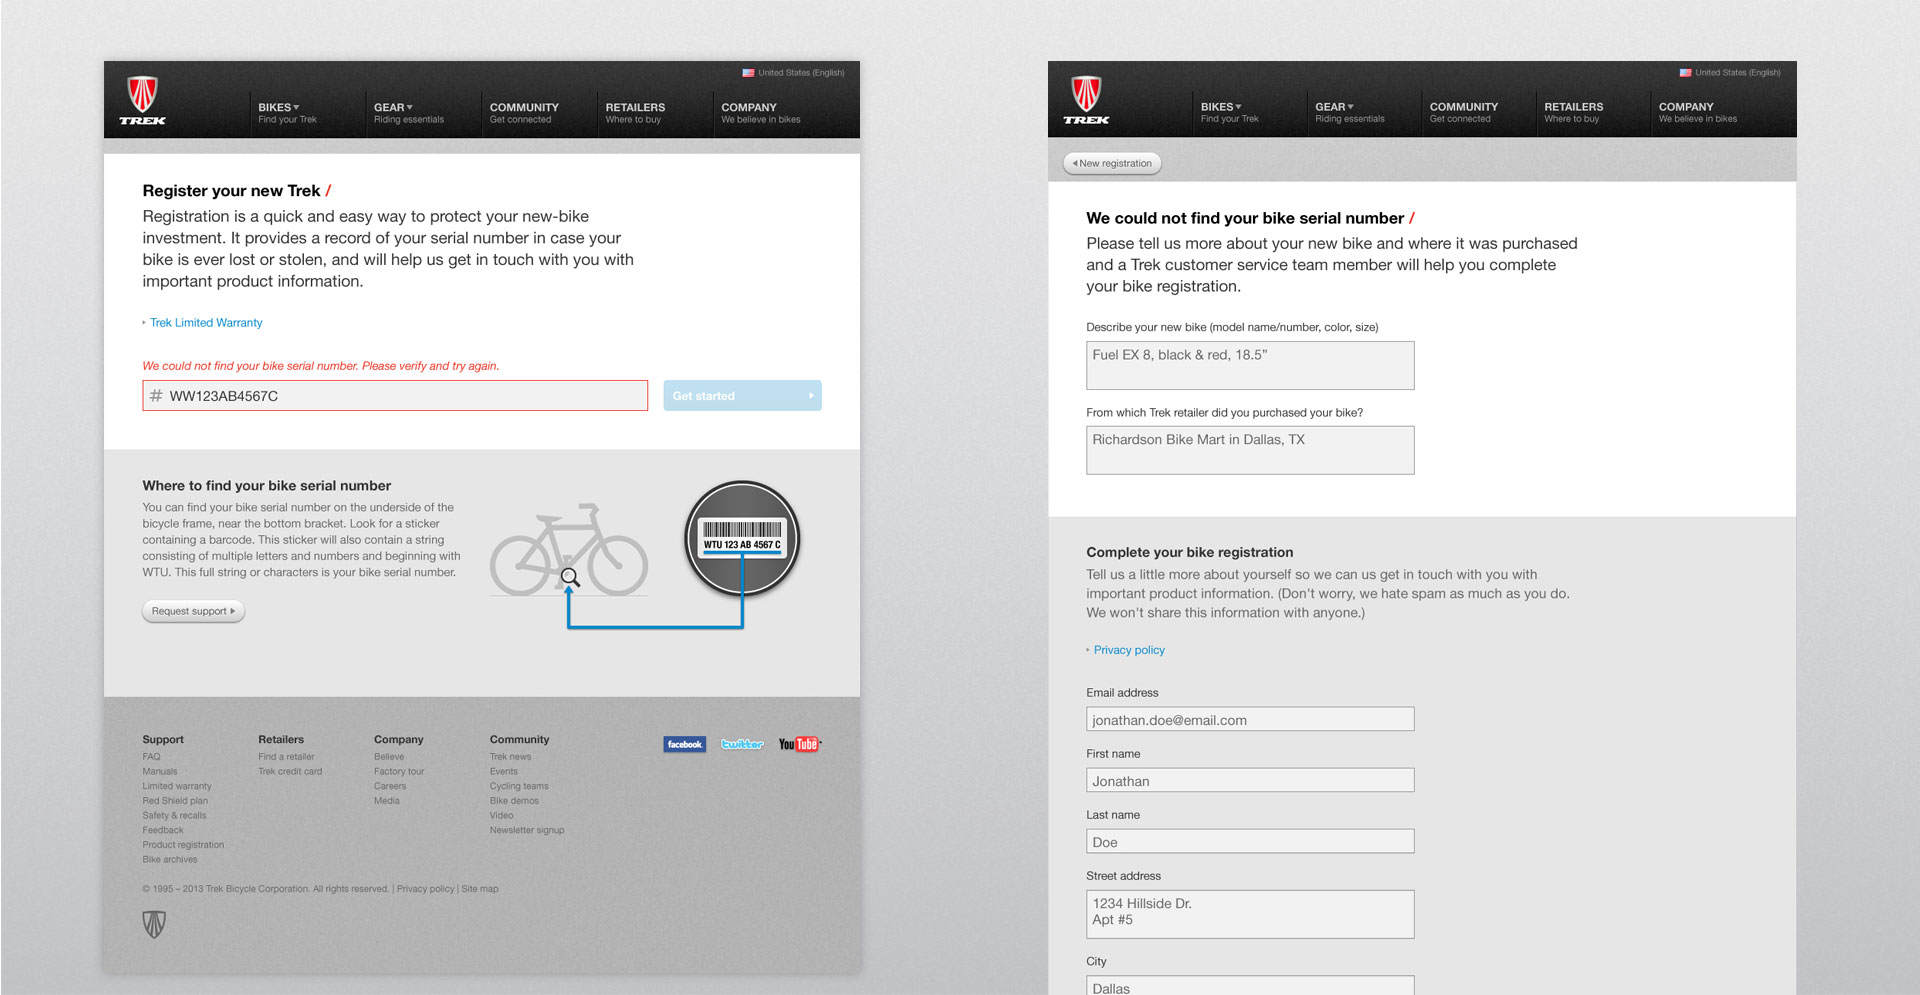 United States (English)
TREK
BIKES
Find your Trek
GEAR
Riding essentials
COMMUNITY
Get connected
RETAILERS
Where to buy
COMPANY
We believe in bikes
Register your new Trek /
Registration is a quick and easy way to protect your new-bike
investment. It provides a record of your serial number in case your
bike is ever lost or stolen, and will help us get in touch with you with
important product information.
Trek Limited Warranty
We could not find your bike serial number. Please verify and try again.
# WW123AB4567C
Get started
Where to find your bike serial number
You can find your bike serial number on the underside of the
bicycle frame, near the bottom bracket. Look for a sticker
containing a barcode. This sticker will also contain a string
consisting of multiple letters and numbers and beginning with
WTU. This full string or characters is your bike serial number.
Request support
WTU 123 AB 4567 C
Support
FAQ
Manuals
Limited warranty
Red Shield plan
Safety & recalls
Feedback
Product registration
Bike archives
Retailers
Find a retailer
Trek credit card
Company
Believe
Factory tour
Careers
Media
Community
Trek news
Events
Cycling teams
Bike demos
Video
Newsletter signup
facebook
twitter
YouTube
© 1995 – 2013 Trek Bicycle Corporation. All rights reserved. | Privacy policy | Site map
United States (English)
TREK
BIKES
Find your Trek
GEAR
Riding essentials
COMMUNITY
Get connected
RETAILERS
Where to buy
COMPANY
We believe in bikes
New registration
We could not find your bike serial number /
Please tell us more about your new bike and where it was purchased
and a Trek customer service team member will help you complete
your bike registration.
Describe your new bike (model name/number, color, size)
Fuel EX 8, black & red, 18.5”
From which Trek retailer did you purchased your bike?
Richardson Bike Mart in Dallas, TX
Complete your bike registration
Tell us a little more about yourself so we can us get in touch with you with
important product information. (Don't worry, we hate spam as much as you do.
We won't share this information with anyone.)
Privacy policy
Email address
jonathan.doe@email.com
First name
Jonathan
Last name
Doe
Street address
1234 Hillside Dr.
Apt #5
City
Dallas